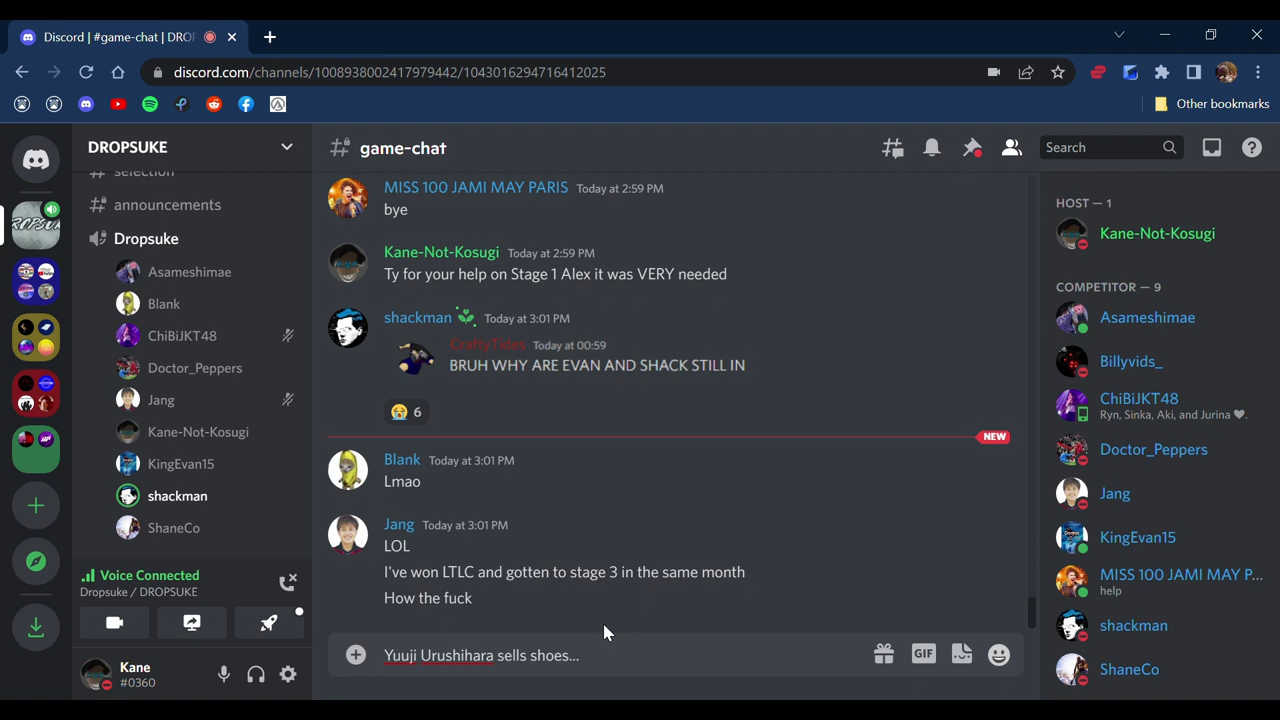 Discord | #game-chat | DROP
discord.com/channels/1008938002417979442/1043016294716412025
Other bookmarks
DROPSUKE
selection
announcements
Dropsuke
Asameshimae
Blank
ChiBiJKT48
Doctor_Peppers
Jang
Kane-Not-Kosugi
KingEvan15
shackman
ShaneCo
Voice Connected
Dropsuke / DROPSUKE
Kane
#0360
# game-chat
Search
MISS 100 JAMI MAY PARIS Today at 2:59 PM
bye
Kane-Not-Kosugi Today at 2:59 PM
Ty for your help on Stage 1 Alex it was VERY needed
shackman Today at 3:01 PM
CraftyTides Today at 00:59
BRUH WHY ARE EVAN AND SHACK STILL IN
6
NEW
Blank Today at 3:01 PM
Lmao
Jang Today at 3:01 PM
LOL
I've won LTLC and gotten to stage 3 in the same month
How the fuck
Yuuji Urushihara sells shoes...
GIF
HOST — 1
Kane-Not-Kosugi
COMPETITOR — 9
Asameshimae
Billyvids_
ChiBiJKT48
Ryn, Sinka, Aki, and Jurina ♥.
Doctor_Peppers
Jang
KingEvan15
MISS 100 JAMI MAY P...
help
shackman
ShaneCo